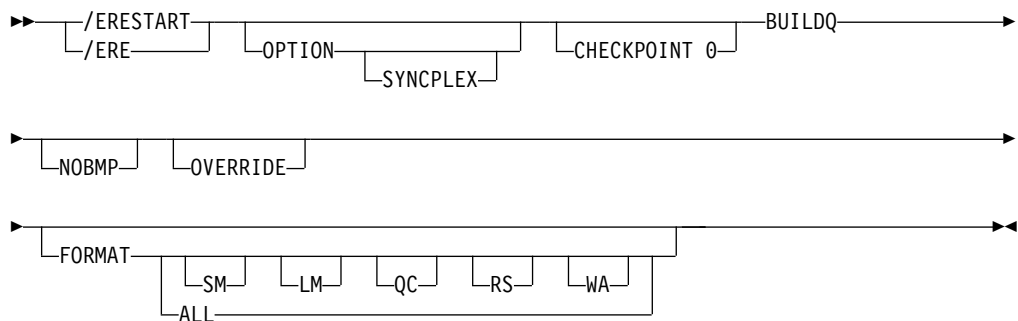 /ERESTART BUILDQ
/ERE OPTION CHECKPOINT 0
SYNCPLEX
NOBMP OVERRIDE
FORMAT
SM LM QC RS WA
ALL